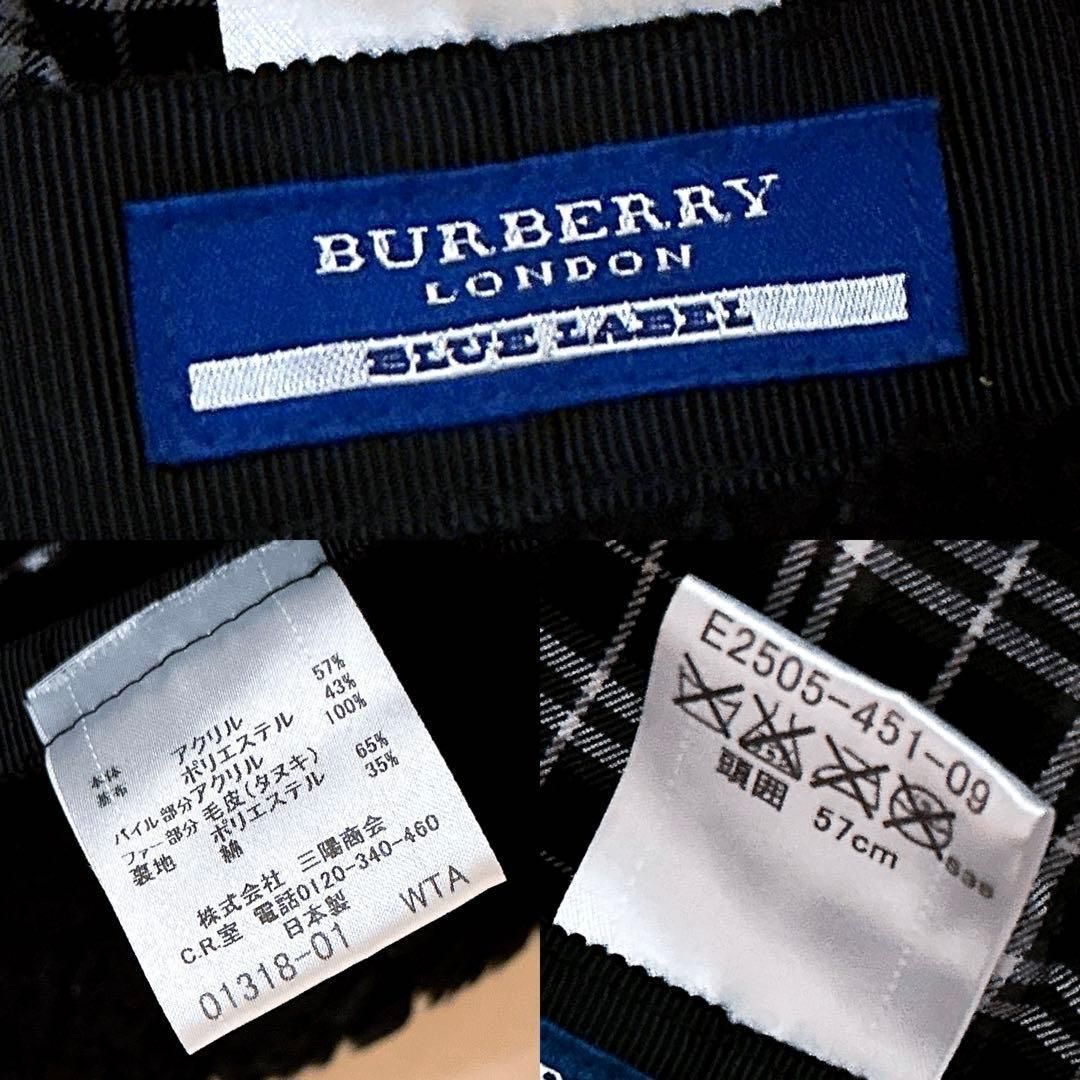 BURBERRY
LONDON
BLUE LABEL
本体 アクリル 57%
基布 ポリエステル 43%
パイル部分アクリル 100%
ファー部分 毛皮(タヌキ)
裏地 ポリエステル 65%
綿 35%
株式会社 三陽商会
C.R.室 電話0120-340-460
日本製
01318-01 WTA
E2505-451-09
頭囲 57cm